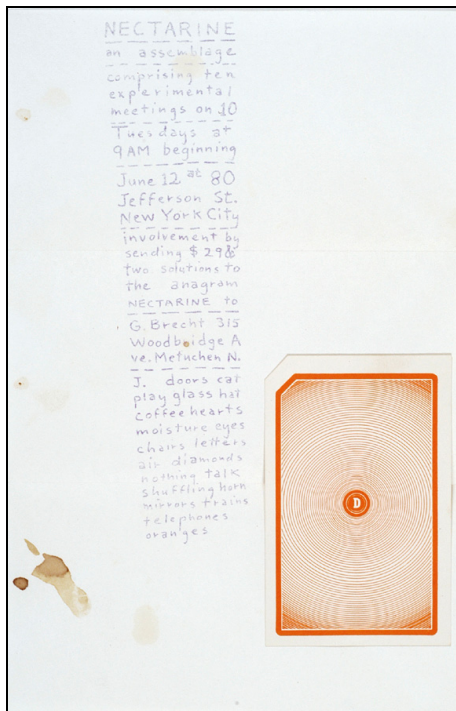 NECTARINE
an assemblage
comprising ten
experimental
meetings on 10
Tuesdays at
9AM beginning
June 12 at 80
Jefferson St.
New York City
involvement by
sending $29 &
two solutions to
the anagram
NECTARINE to
G. Brecht 315
Woodbridge A
ve. Metuchen N.
J. doors cat
play glass hat
coffee hearts
moisture eyes
chairs letters
air diamonds
nothing talk
shuffling horn
mirrors trains
telephones
oranges
D